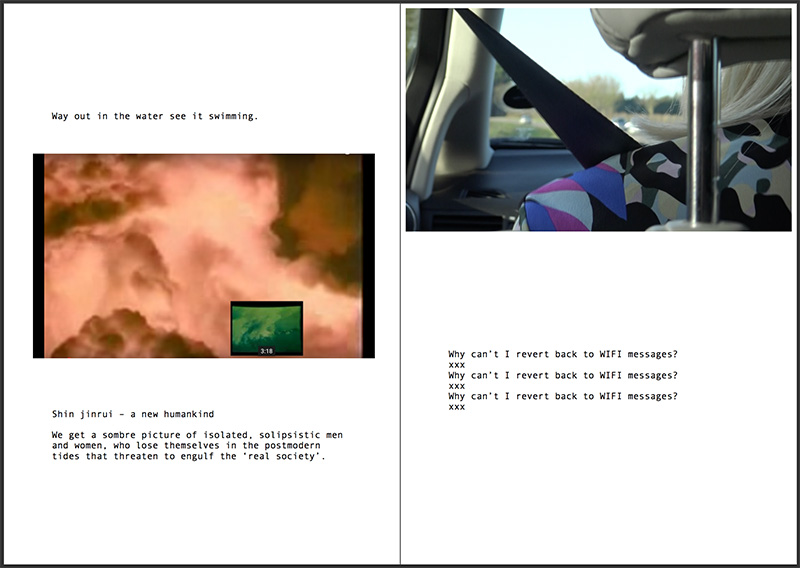 Way out in the water see it swimming.
3:18
Shin jinrui – a new humankind
We get a sombre picture of isolated, solipsistic men
and women, who lose themselves in the postmodern
tides that threaten to engulf the ‘real society’.
Why can’t I revert back to WIFI messages?
xxx
Why can’t I revert back to WIFI messages?
xxx
Why can’t I revert back to WIFI messages?
xxx